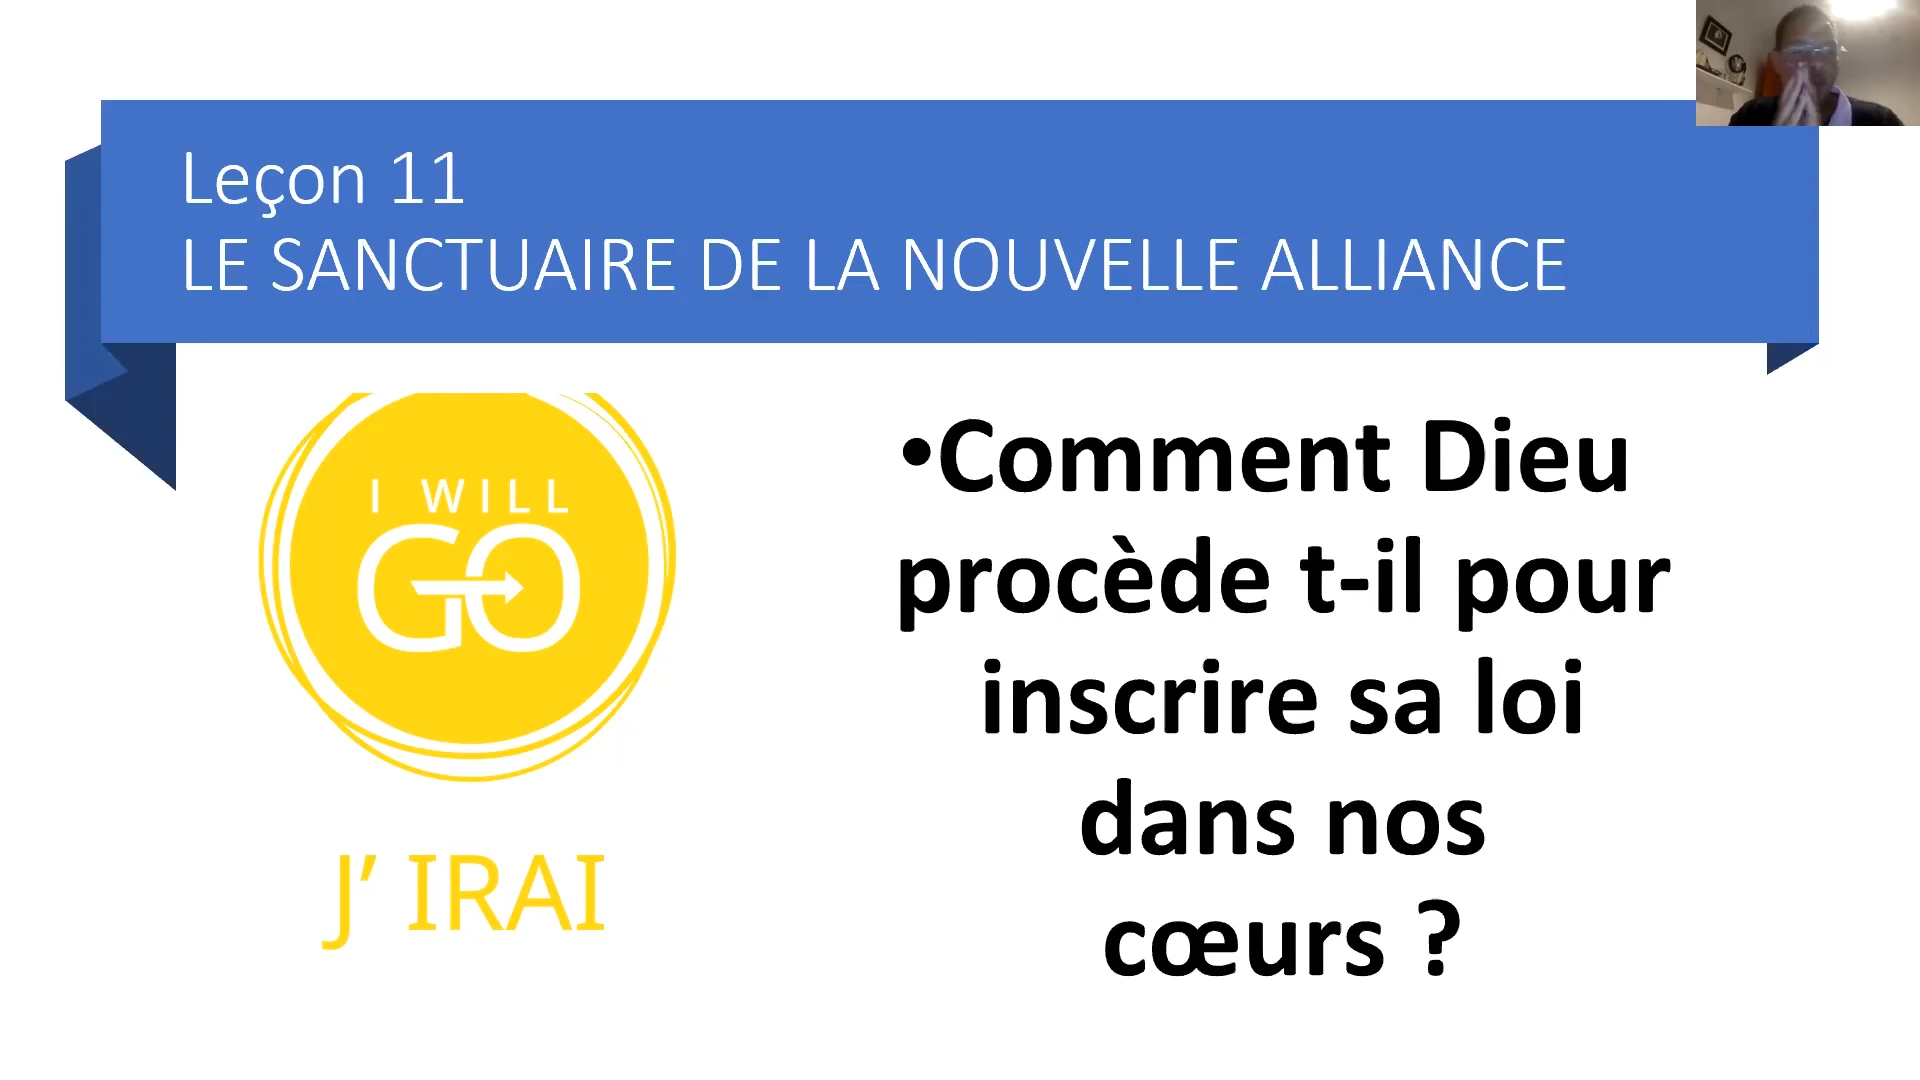 Leçon 11
LE SANCTUAIRE DE LA NOUVELLE ALLIANCE
I WILL
GO
J’ IRAI
•Comment Dieu
procède t-il pour
inscrire sa loi
dans nos
cœurs ?